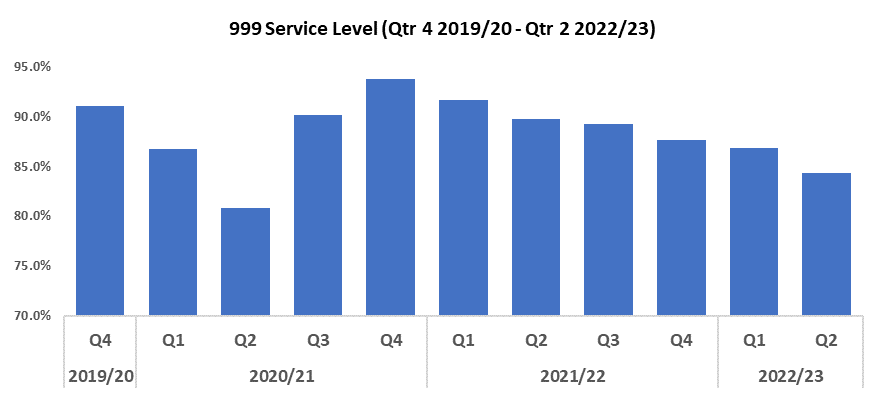 999 Service Level (Qtr 4 2019/20 - Qtr 2 2022/23)
95.0%
90.0%
85.0%
80.0%
75.0%
70.0%
Q4 Q1 Q2 Q3 Q4 Q1 Q2 Q3 Q4 Q1 Q2
2019/20 2020/21 2021/22 2022/23